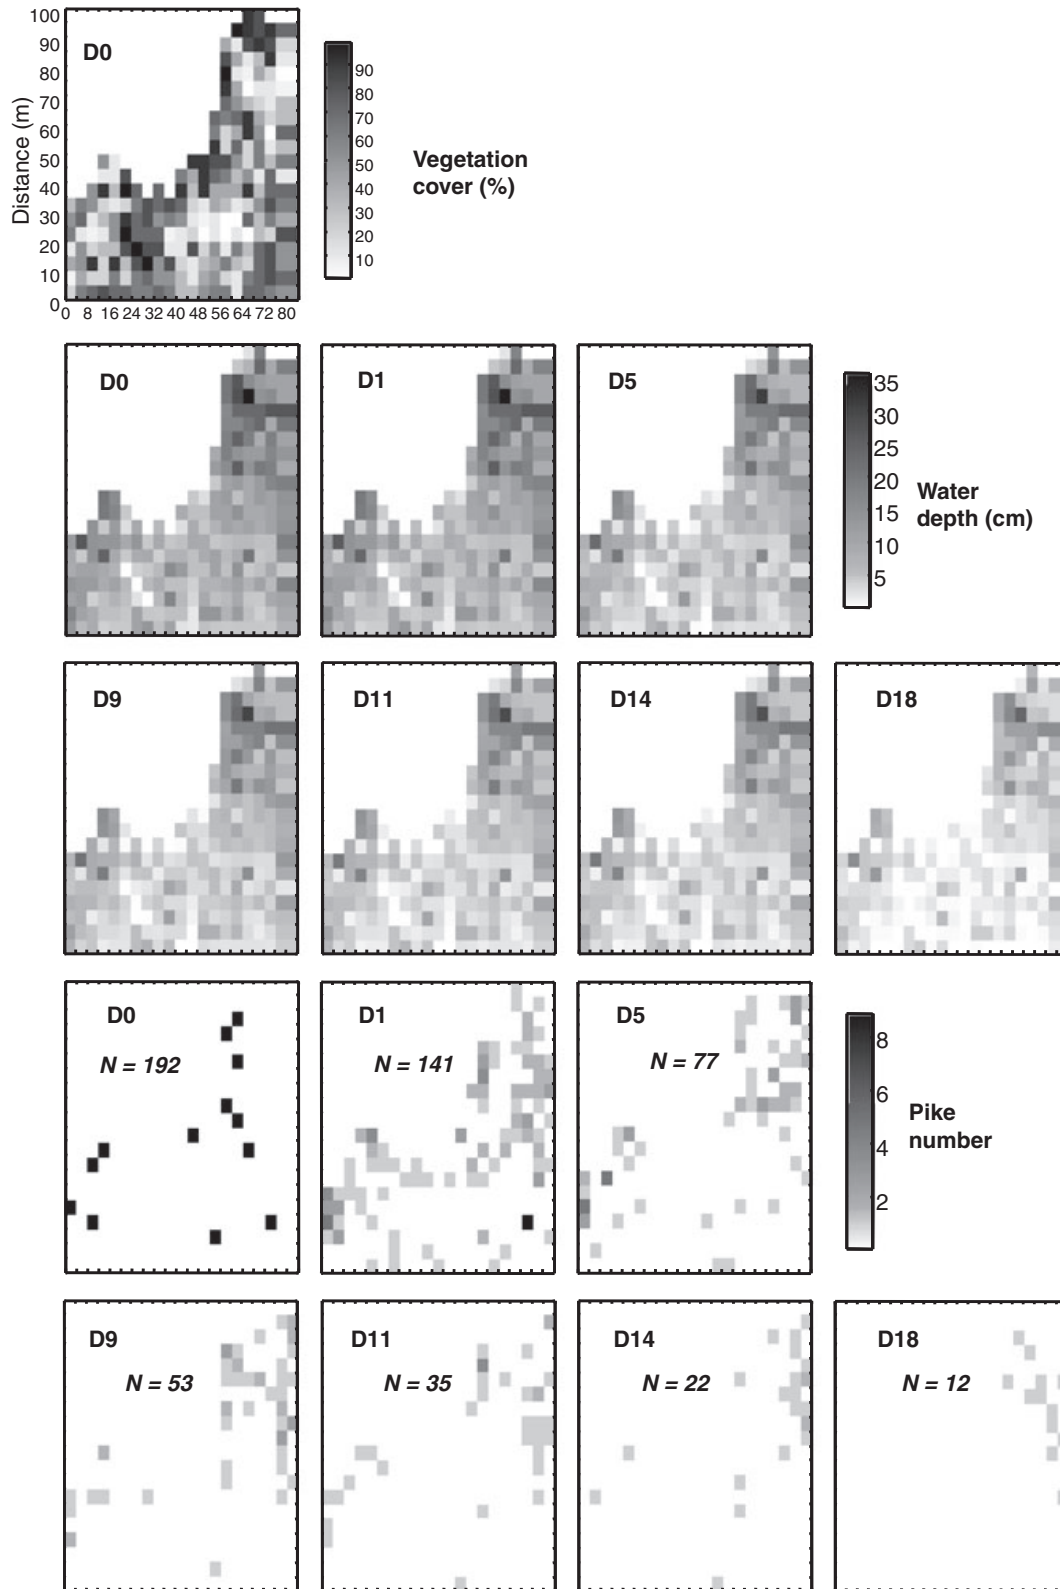 100
90
80
70
60
50
40
30
20
10
0
Distance (m)
D0
0 8 16 24 32 40 48 56 64 72 80
90
80
70
60
50
40
30
20
10
Vegetation
cover (%)
D0
D1
D5
35
30
25
20
15
10
5
Water
depth (cm)
D9
D11
D14
D18
D0
N = 192
D1
N = 141
D5
N = 77
8
6
4
2
Pike
number
D9
N = 53
D11
N = 35
D14
N = 22
D18
N = 12